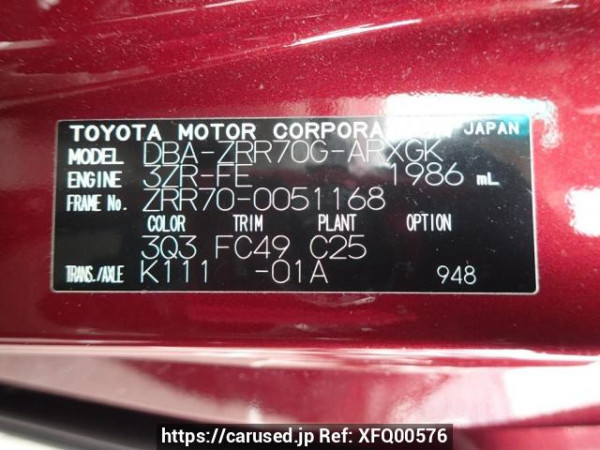 TOYOTA MOTOR CORPORATION JAPAN
MODEL DBA-ZRR70G-ARXGK
ENGINE 3ZR-FE 1986 mL
FRAME No. ZRR70-0051168
COLOR TRIM PLANT OPTION
3Q3 FC49 C25
TRANS./AXLE K111 -01A 948
https://carused.jp Ref: XFQ00576